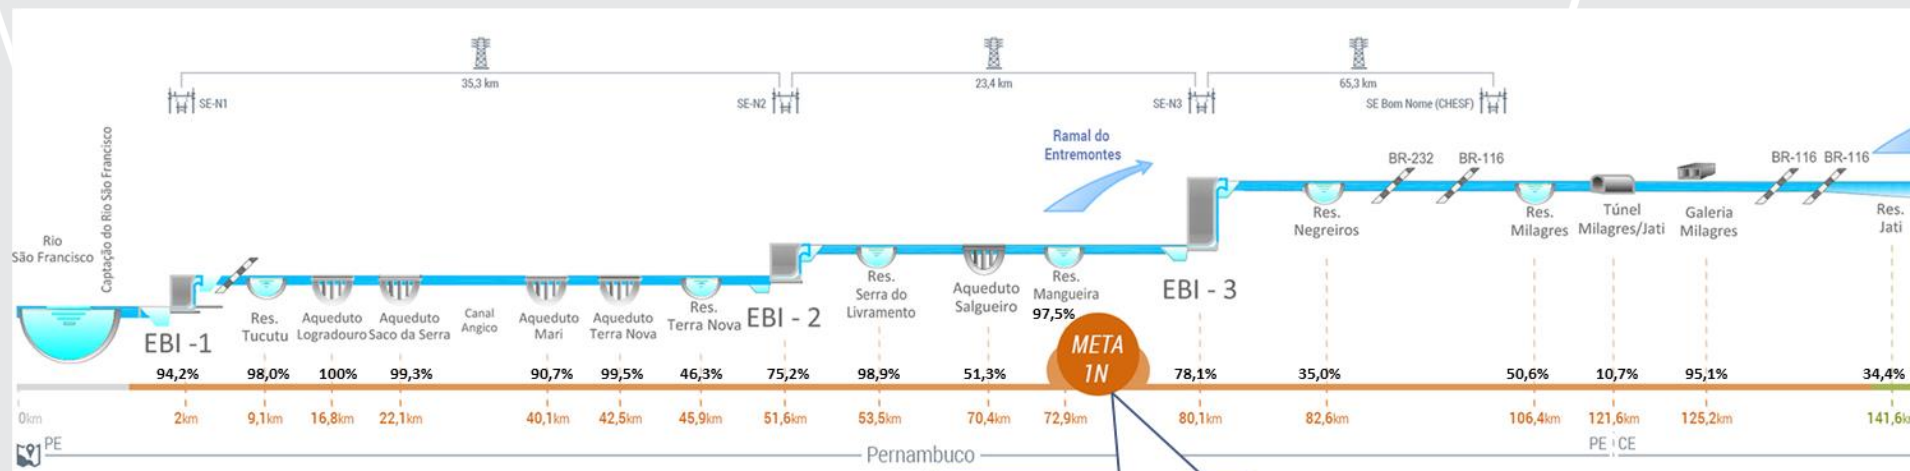 35,3 km
23,4 km
65,3 km
SE-N1
SE-N2
SE-N3
SE Bom Nome (CHESF)
Captação do Rio São Francisco
Ramal do
Entremontes
BR-232
BR-116
BR-116
BR-116
Rio
São Francisco
EBI -1
Res.
Tucutu
Aqueduto
Logradouro
Aqueduto
Saco da Serra
Canal
Angico
Aqueduto
Mari
Aqueduto
Terra Nova
Res.
Terra Nova
EBI - 2
Res.
Serra do
Livramento
Aqueduto
Salgueiro
Res.
Mangueira
97,5%
EBI - 3
Res.
Negreiros
Res.
Milagres
Túnel
Milagres/Jati
Galeria
Milagres
Res.
Jati
META
1N
94,2%
98,0%
100%
99,3%
90,7%
99,5%
46,3%
75,2%
98,9%
51,3%
78,1%
35,0%
50,6%
10,7%
95,1%
34,4%
0km
2km
9,1km
16,8km
22,1km
40,1km
42,5km
45,9km
51,6km
53,5km
70,4km
72,9km
80,1km
82,6km
106,4km
121,6km
125,2km
141,6k
PE
Pernambuco
PE CE